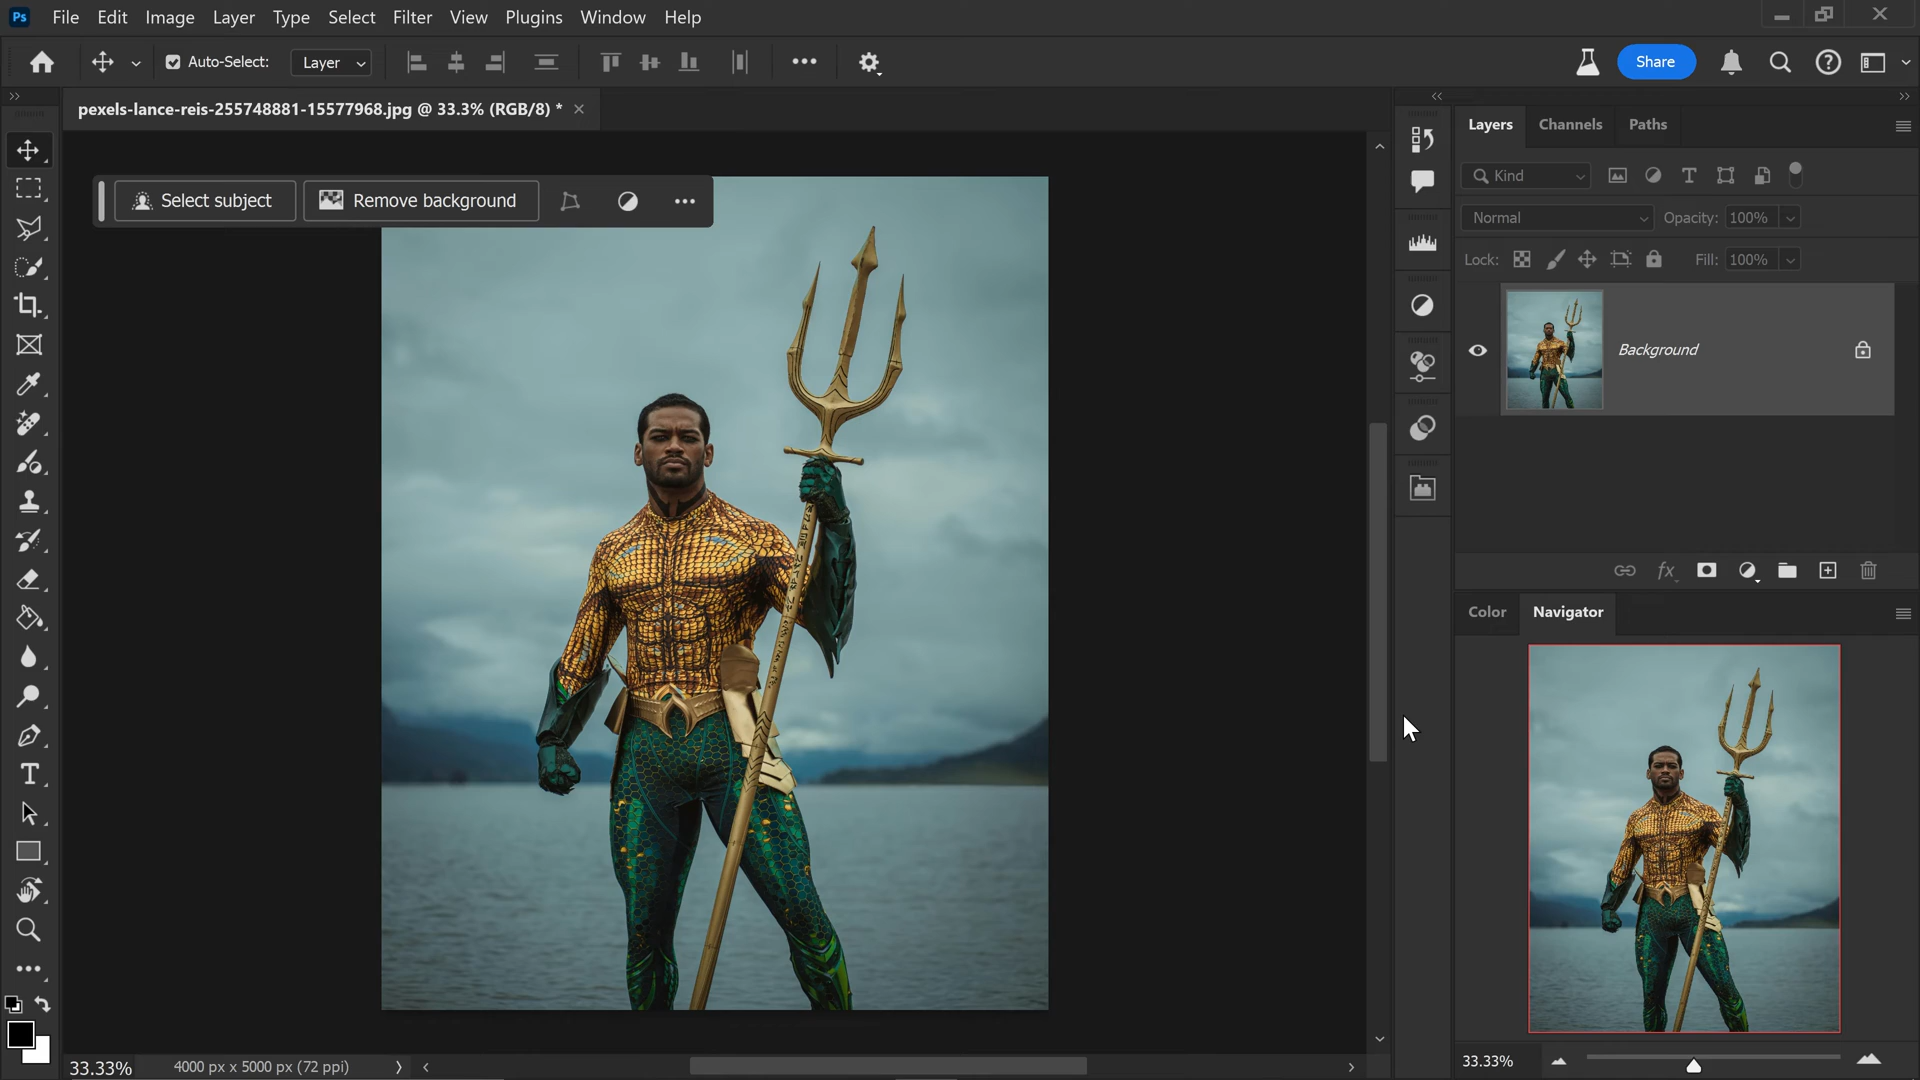 Ps File Edit Image Layer Type Select Filter View Plugins Window Help
Auto-Select: Layer Share
pexels-lance-reis-255748881-15577968.jpg @ 33.3% (RGB/8) *
Select subject Remove background
Layers Channels Paths
Kind
Normal Opacity: 100%
Lock: Fill: 100%
Background
fx
Color Navigator
33.33% 4000 px x 5000 px (72 ppi)
33.33%